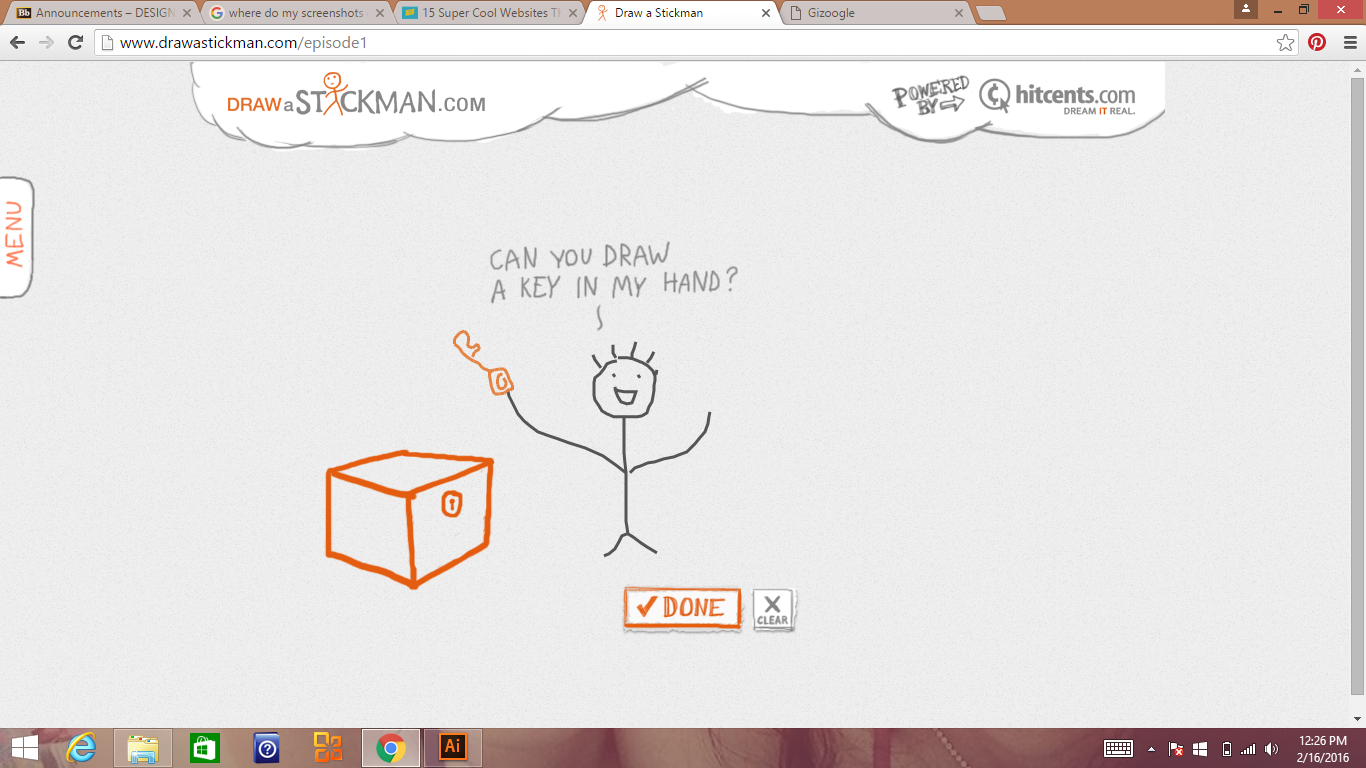 Bb Announcements – DESIGN
where do my screenshots
15 Super Cool Websites Th
Draw a Stickman
Gizoogle
www.drawastickman.com/episode1
DRAW a STICKMAN.COM
POWERED
BY
hitcents.com
DREAM IT REAL.
MENU
CAN YOU DRAW
A KEY IN MY HAND?
DONE
X
CLEAR
Ai
12:26 PM
2/16/2016